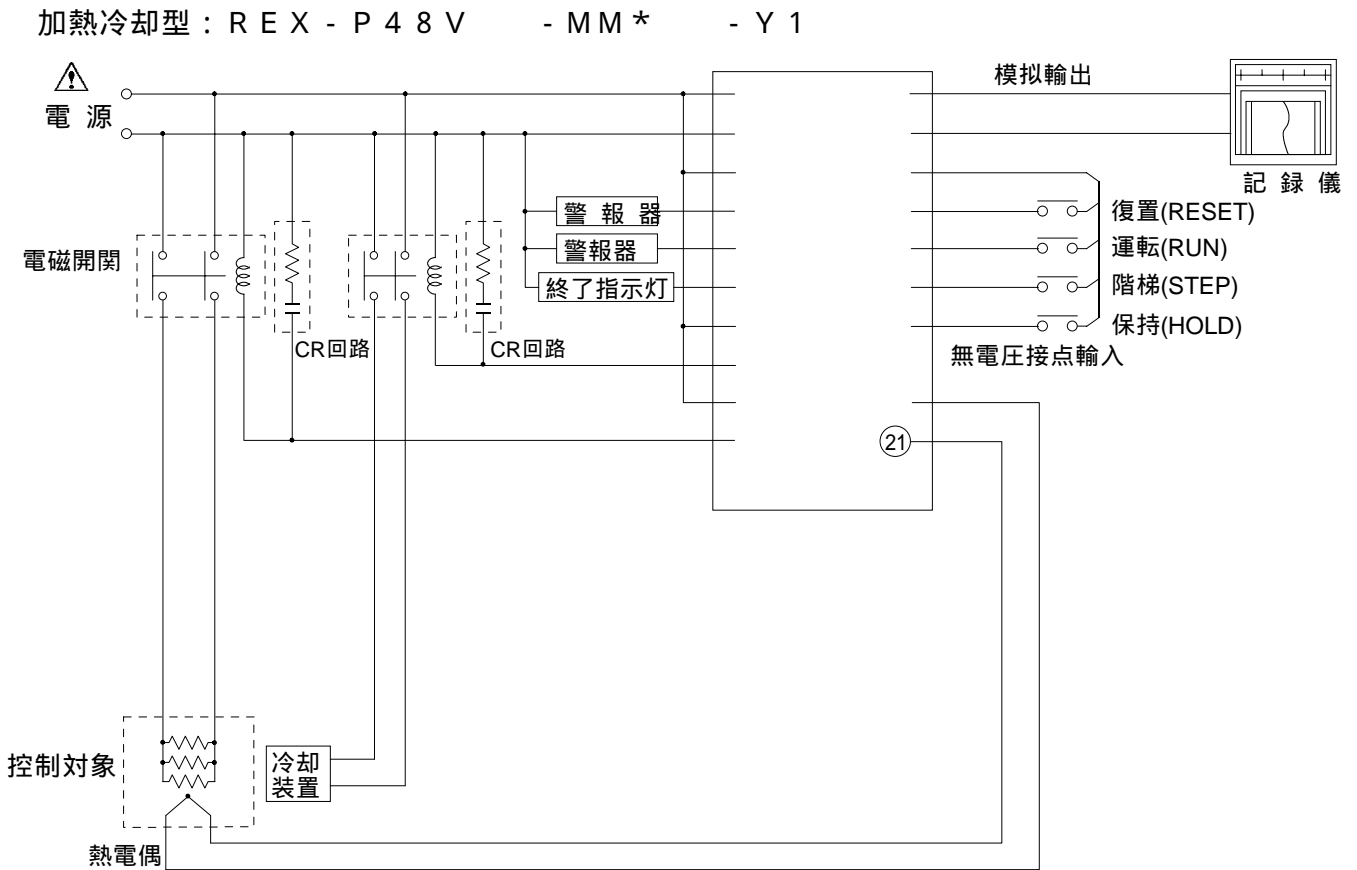 加熱冷却型：REX-P48V -MM* -Y1
模拟輸出
電 源
記 録 儀
警 報 器
復置(RESET)
電磁開関
警報器
運転(RUN)
終了指示灯
階梯(STEP)
保持(HOLD)
CR回路
CR回路
無電圧接点輸入
21
控制対象
冷却
装置
熱電偶